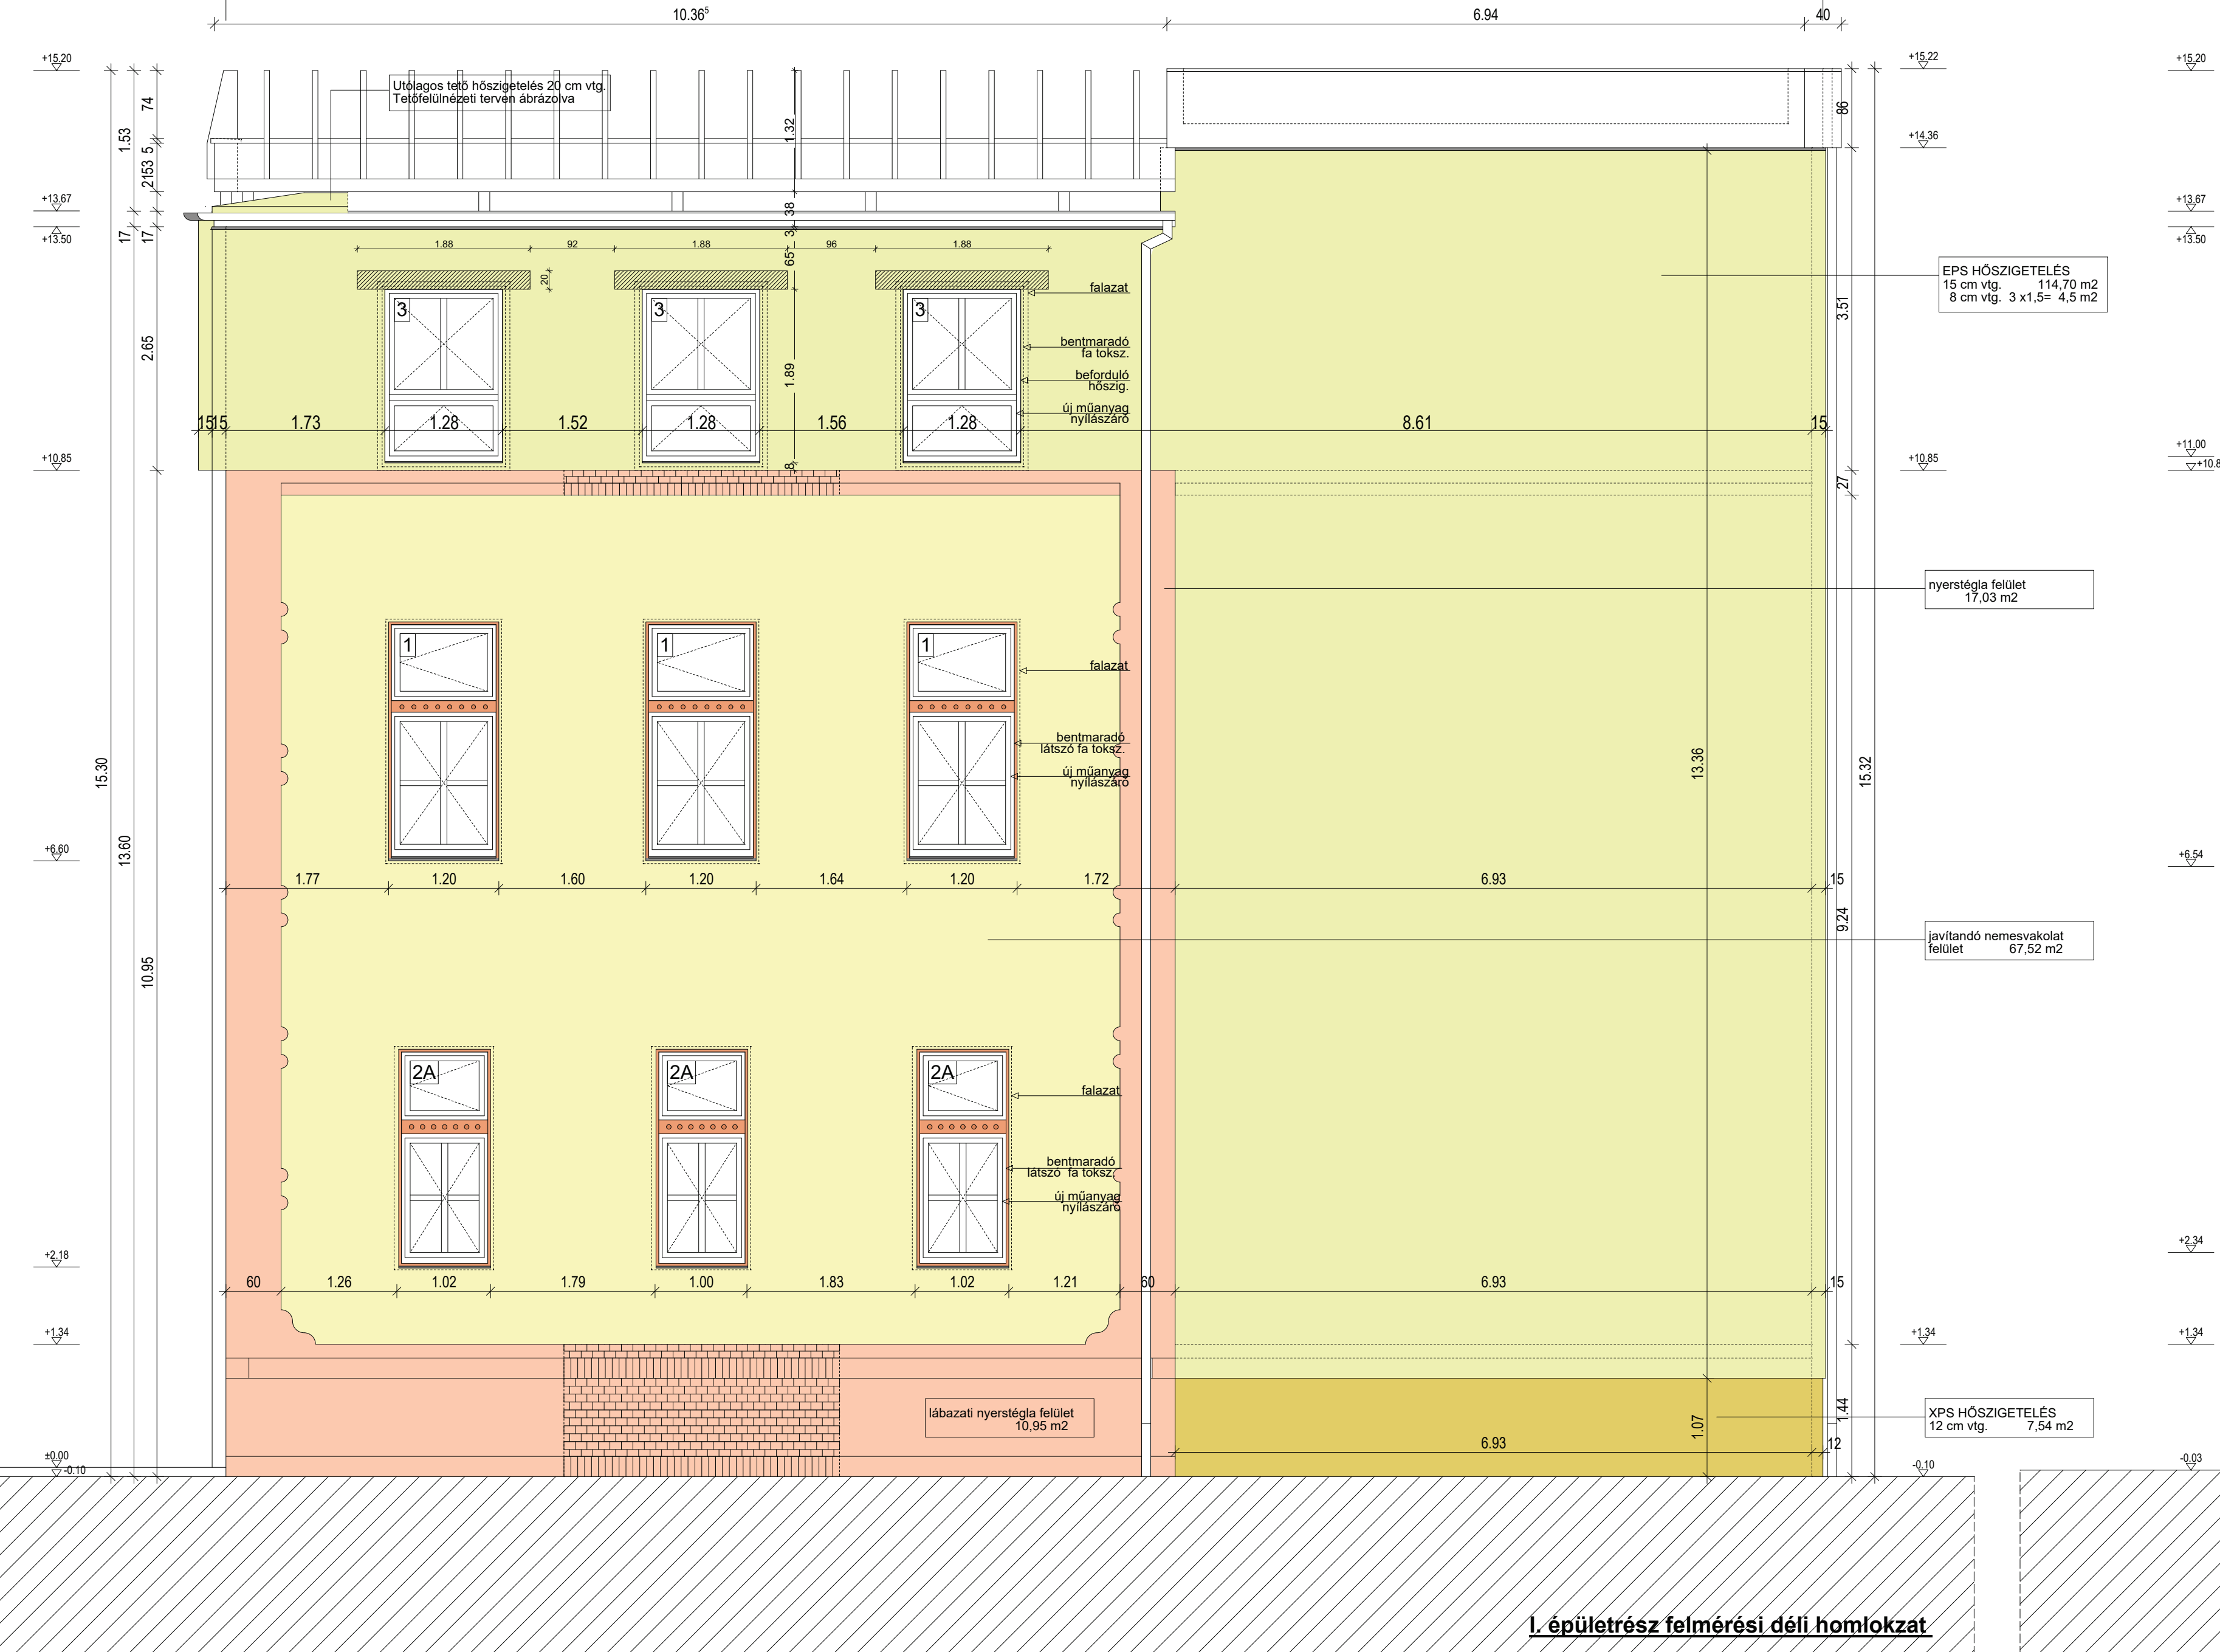 10.36⁵
6.94
40
+15.20
+15.22
+15.20
Utólagos tető hőszigetelés 20 cm vtg.
Tetőfelülnézeti terven ábrázolva
74
1.53
5
53
21
1.32
86
+14.36
+13.67
+13.50
17
17
38
3
65⁵
+13.67
+13.50
1.88
92
1.88
96
1.88
20
3
3
3
falazat
bentmaradó
fa toksz.
beforduló
hőszig.
új műanyag
nyílászáró
EPS HŐSZIGETELÉS
15 cm vtg. 114,70 m2
8 cm vtg. 3 x1,5= 4,5 m2
2.65
1.89
3.51
15
15
1.73
1.28
1.52
1.28
1.56
1.28
8.61
15
+10.85
8
+10.85
+11.00
+10.8
27
nyerstégla felület
17,03 m2
1
1
1
falazat
bentmaradó
látszó fa toksz.
új műanyag
nyílászáró
15.30
13.60
10.95
13.36
15.32
+6.60
+6.54
1.77
1.20
1.60
1.20
1.64
1.20
1.72
6.93
15
9.24
javítandó nemesvakolat
felület 67,52 m2
2A
2A
2A
falazat
bentmaradó
látszó fa toksz.
új műanyag
nyílászáró
+2.18
+2.34
60
1.26
1.02
1.79
1.00
1.83
1.02
1.21
60
6.93
15
+1.34
+1.34
+1.34
lábazati nyerstégla felület
10,95 m2
1.07
1.44
XPS HŐSZIGETELÉS
12 cm vtg. 7,54 m2
6.93
12
±0.00
-0.10
-0.10
-0.03
I. épületrész felmérési déli homlokzat